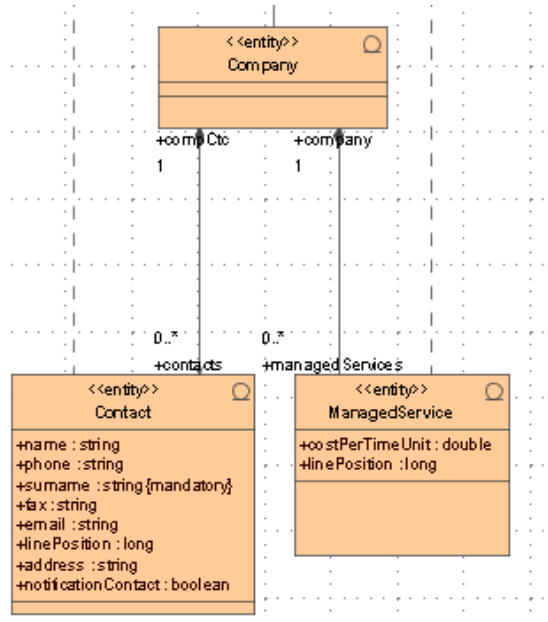 <<entity>>
Company
+compCtc
+company
1
1
0..*
0..*
+contacts
+managedServices
<<entity>>
Contact
+name : string
+phone : string
+surname : string{mandatory}
+fax : string
+email : string
+linePosition : long
+address : string
+notificationContact : boolean
<<entity>>
ManagedService
+costPerTimeUnit : double
+linePosition : long